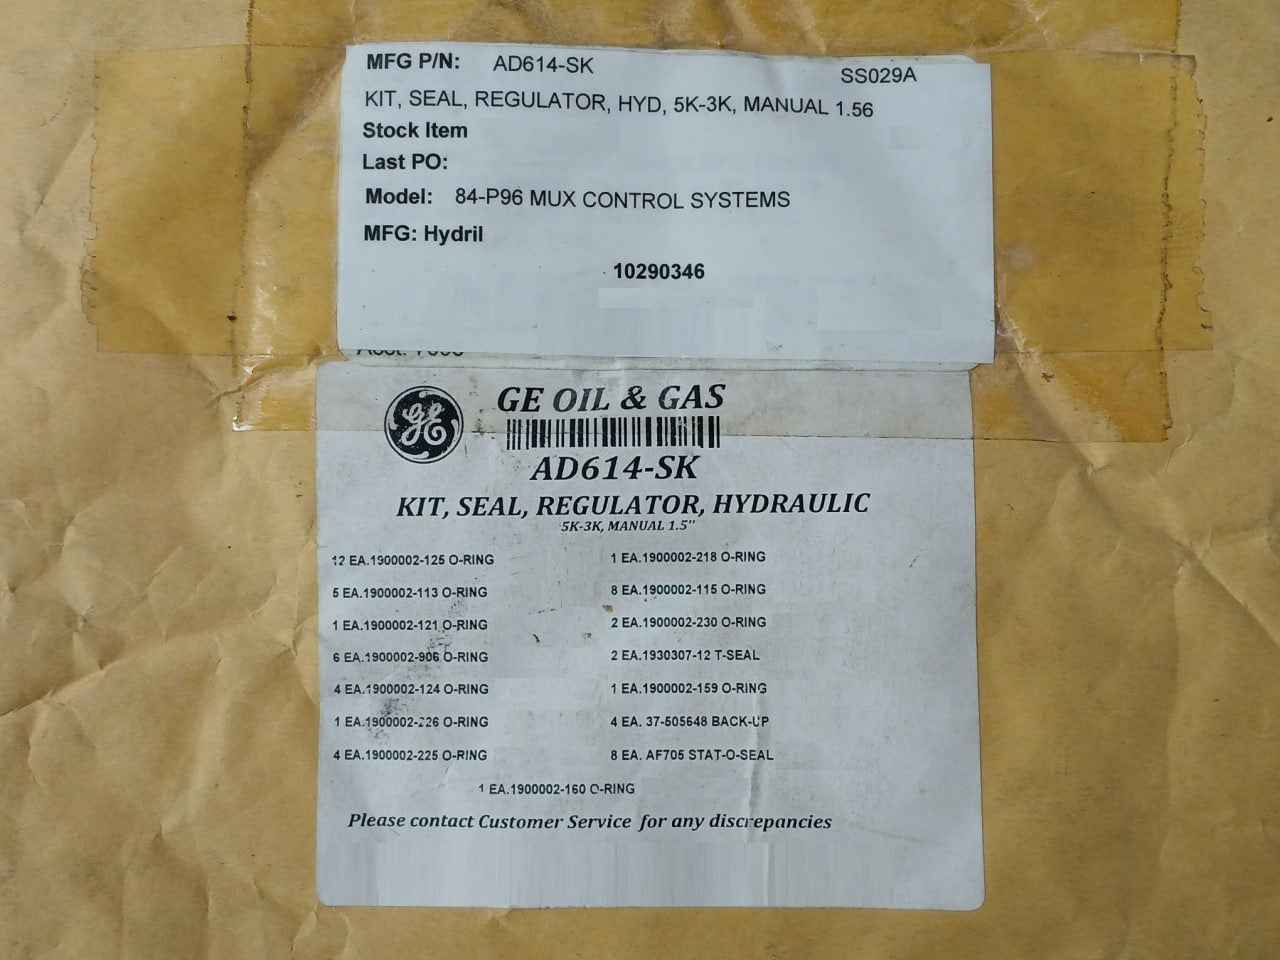 MFG P/N: AD614-SK SS029A
KIT, SEAL, REGULATOR, HYD, 5K-3K, MANUAL 1.56
Stock Item
Last PO:
Model: 84-P96 MUX CONTROL SYSTEMS
MFG: Hydril
10290346
GE
GE OIL & GAS
AD614-SK
KIT, SEAL, REGULATOR, HYDRAULIC
5K-3K, MANUAL 1.5"
12 EA.1900002-125 O-RING 1 EA.1900002-218 O-RING
5 EA.1900002-113 O-RING 8 EA.1900002-115 O-RING
1 EA.1900002-121 O-RING 2 EA.1900002-230 O-RING
6 EA.1900002-906 O-RING 2 EA.1930307-12 T-SEAL
4 EA.1900002-124 O-RING 1 EA.1900002-159 O-RING
1 EA.1900002-226 O-RING 4 EA. 37-505648 BACK-UP
4 EA.1900002-225 O-RING 8 EA. AF705 STAT-O-SEAL
1 EA.1900002-160 O-RING
Please contact Customer Service for any discrepancies